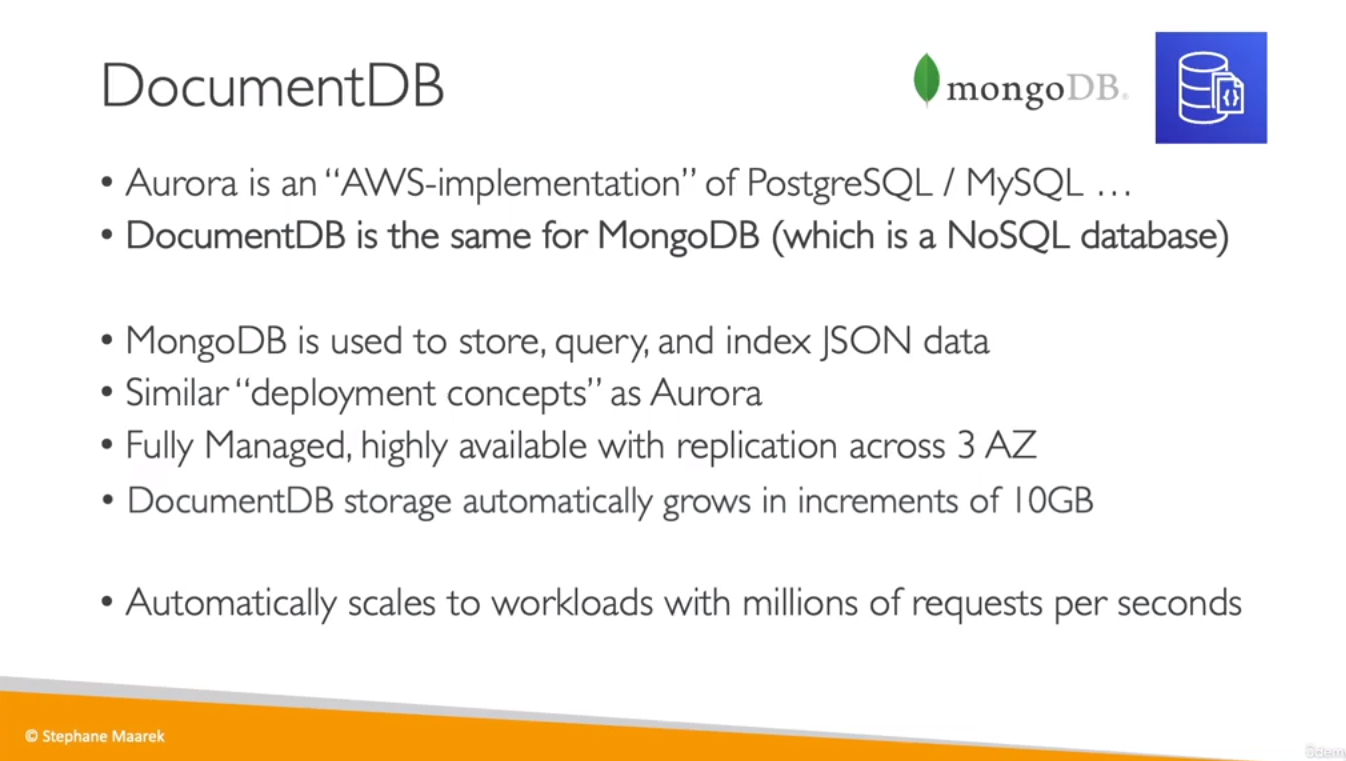 DocumentDB
mongoDB®
• Aurora is an “AWS-implementation” of PostgreSQL / MySQL …
• DocumentDB is the same for MongoDB (which is a NoSQL database)
• MongoDB is used to store, query, and index JSON data
• Similar “deployment concepts” as Aurora
• Fully Managed, highly available with replication across 3 AZ
• DocumentDB storage automatically grows in increments of 10GB
• Automatically scales to workloads with millions of requests per seconds
© Stephane Maarek